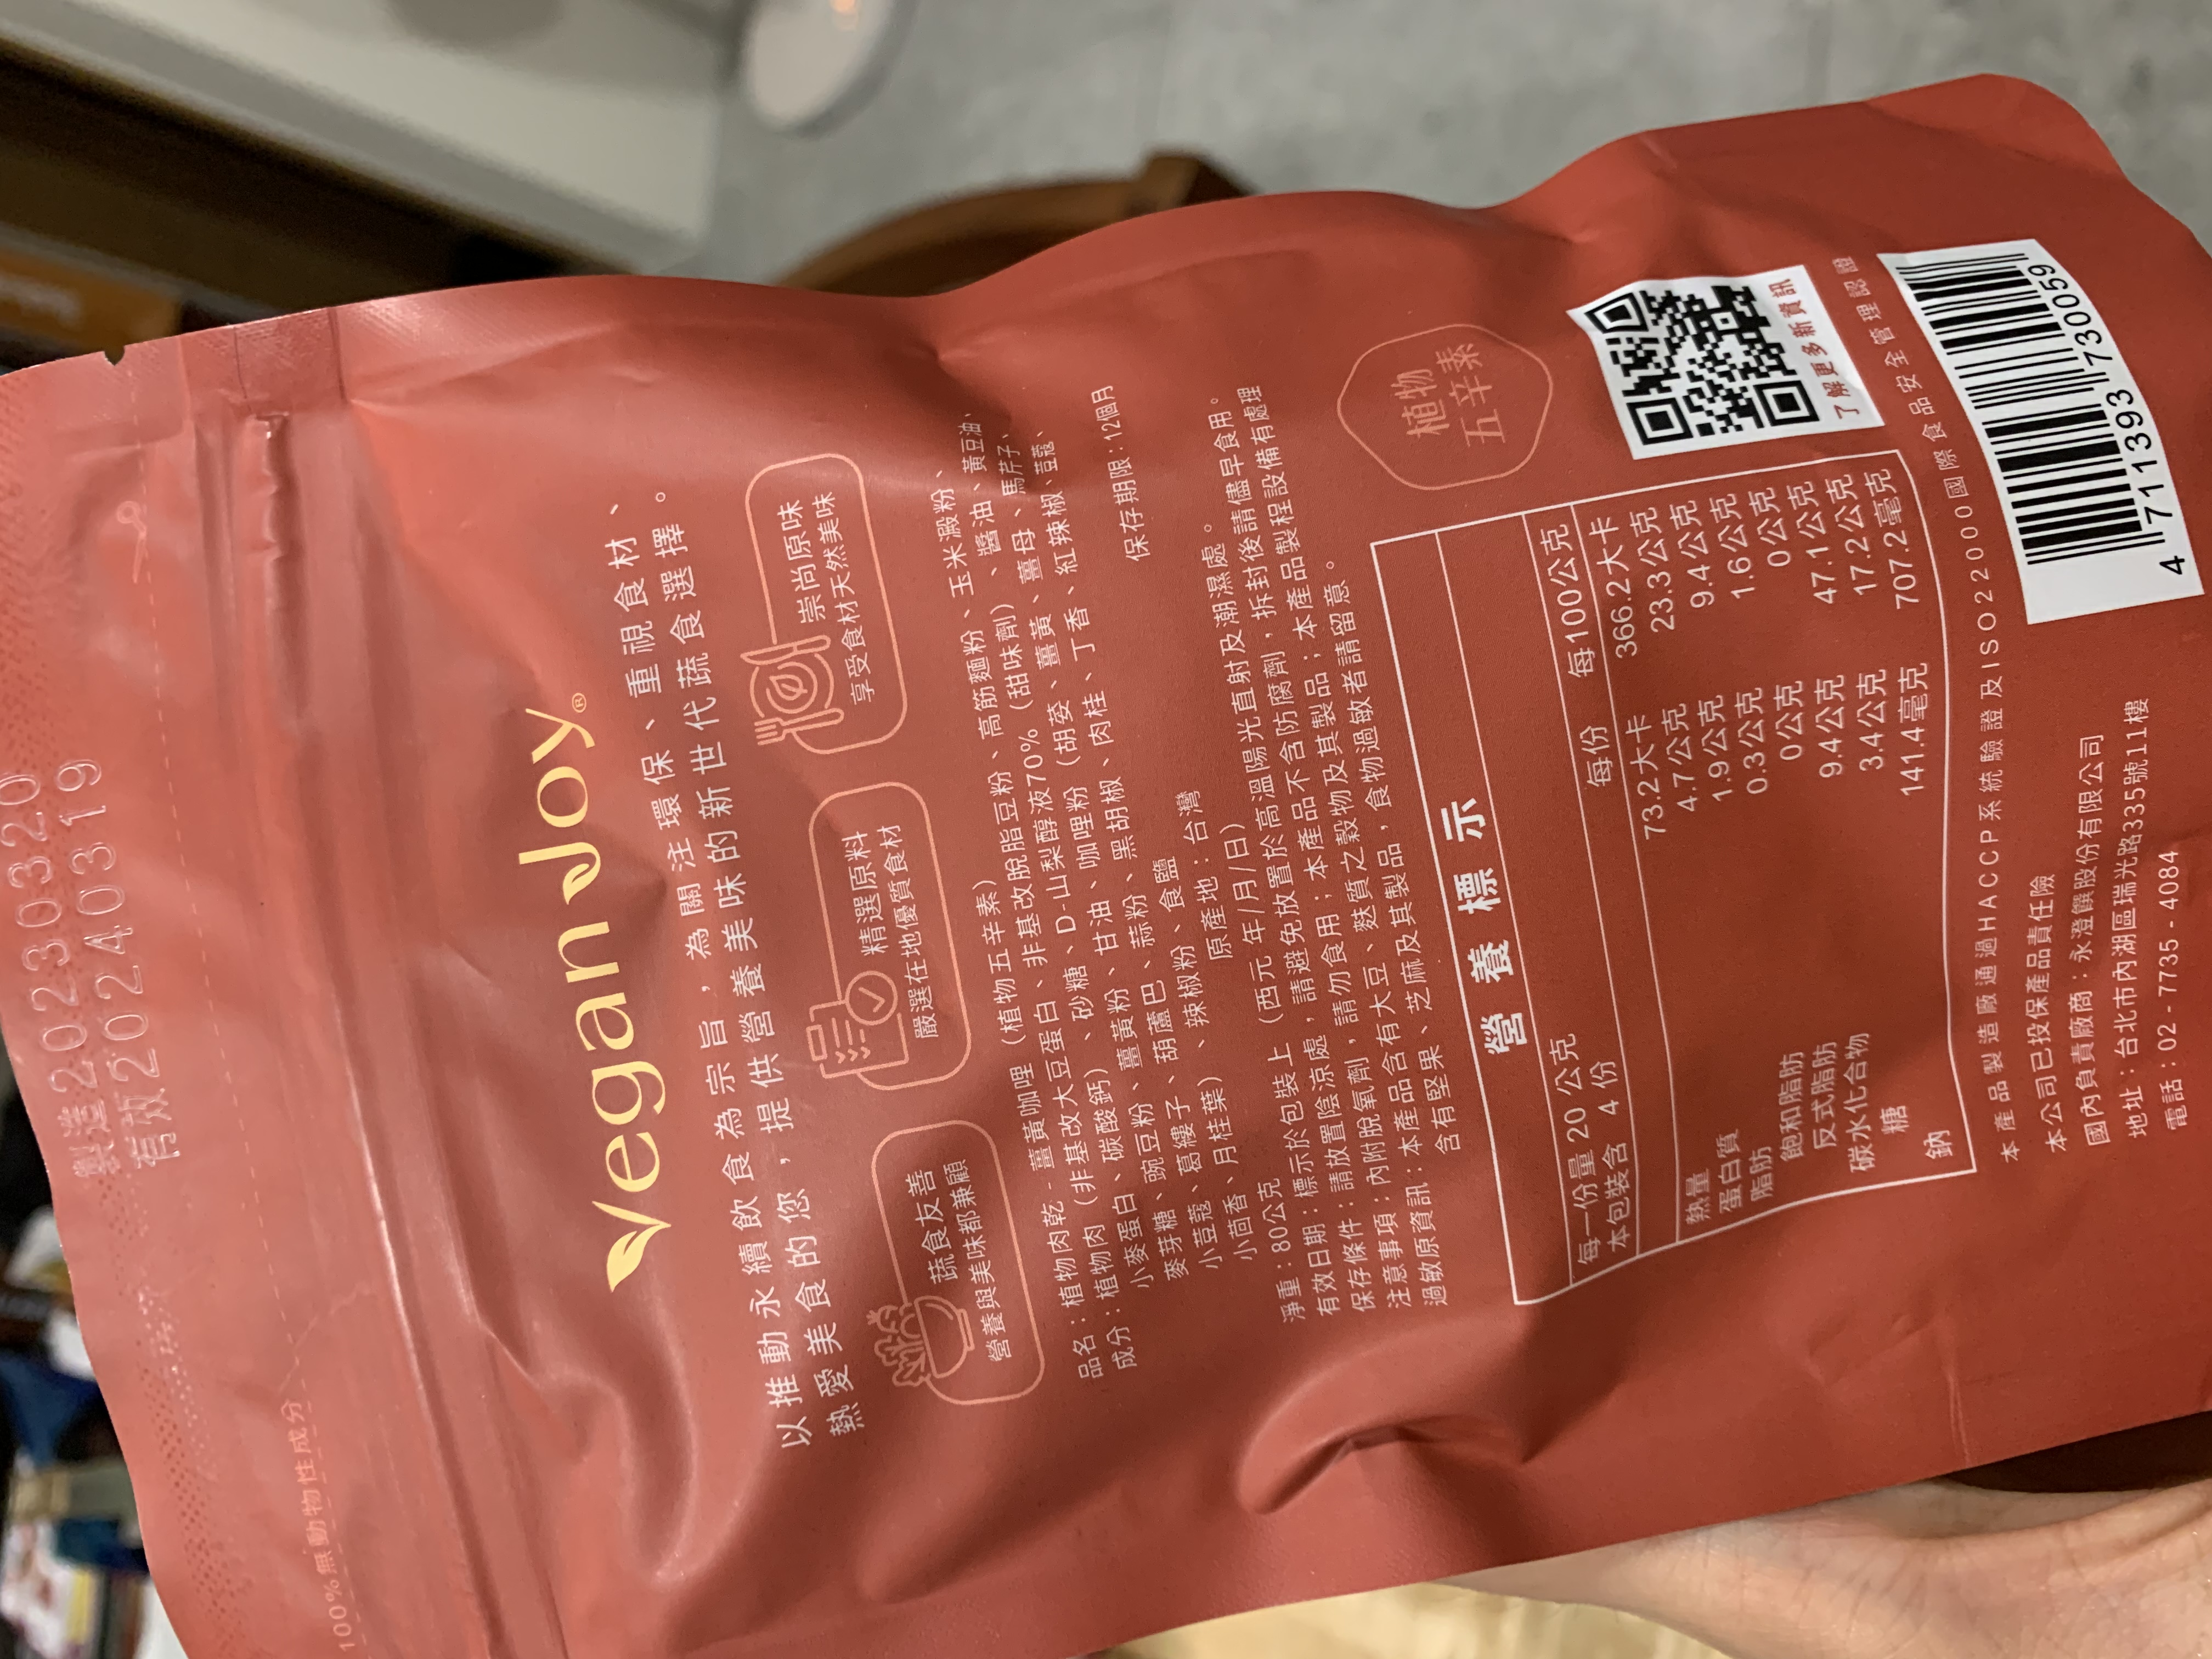 製造20230320
有效20240319
100%無動物性成分
Vegan Joy®
以推動永續飲食為宗旨，為關注環保、重視食材、
熱愛美食的您，提供營養美味的新世代蔬食選擇。
蔬食友善
營養與美味都兼顧
精選原料
嚴選在地優質食材
崇尚原味
享受食材天然美味
品名：植物肉乾-薑黃咖哩（植物五辛素）
成分：植物肉（非基改大豆蛋白、非基改脫脂豆粉、高筋麵粉、玉米澱粉、
小麥蛋白、碳酸鈣）、砂糖、D-山梨醇液70%（甜味劑）、醬油、黃豆油、
麥芽糖、豌豆粉、薑黃粉、甘油、咖哩粉（胡荽、薑黃、薑母、馬芹子、
小荳蔻、葛縷子、葫蘆巴、蒜粉、黑胡椒、肉桂、丁香、紅辣椒、荳蔻、
小茴香、月桂葉）、辣椒粉、食鹽
淨重：80公克 原產地：台灣 保存期限：12個月
有效日期：標示於包裝上（西元 年/月/日）
保存條件：請放置陰涼處，請避免放置於高溫陽光直射及潮濕處。
注意事項：內附脫氧劑，請勿食用；本產品不含防腐劑，拆封後請儘早食用。
過敏原資訊：本產品含有大豆、麩質之穀物及其製品；本產品製程設備有處理
含有堅果、芝麻及其製品，食物過敏者請留意。
營養標示
每一份量 20 公克
本包裝含 4 份
每份 每100公克
熱量 73.2大卡 366.2大卡
蛋白質 4.7公克 23.3公克
脂肪 1.9公克 9.4公克
飽和脂肪 0.3公克 1.6公克
反式脂肪 0公克 0公克
碳水化合物 9.4公克 47.1公克
糖 3.4公克 17.2公克
鈉 141.4毫克 707.2毫克
植物
五辛素
了解更多新資訊
本產品製造廠通過HACCP系統驗證及ISO22000國際食品安全管理認證
本公司已投保產品責任險
國內負責廠商：永澄饌股份有限公司
地址：台北市內湖區瑞光路335號11樓
電話：02-7735-4084
4 711393 730059